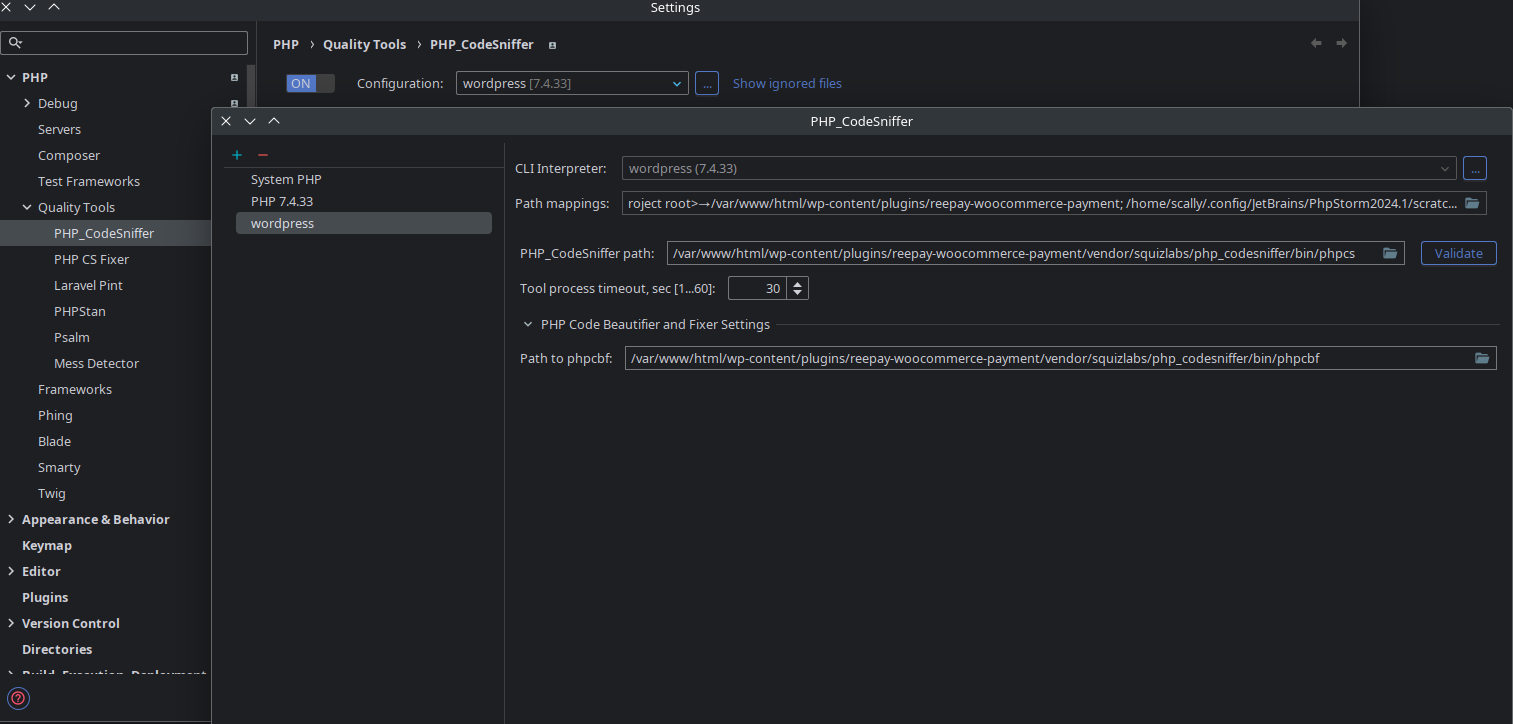 Settings
PHP › Quality Tools › PHP_CodeSniffer
PHP
ON Configuration: wordpress [7.4.33] ... Show ignored files
Debug
Servers
Composer
Test Frameworks
Quality Tools
PHP_CodeSniffer
PHP CS Fixer
Laravel Pint
PHPStan
Psalm
Mess Detector
Frameworks
Phing
Blade
Smarty
Twig
Appearance & Behavior
Keymap
Editor
Plugins
Version Control
Directories
Build, Execution, Deployment
PHP_CodeSniffer
System PHP
PHP 7.4.33
wordpress
CLI Interpreter: wordpress (7.4.33) ...
Path mappings: roject root>→/var/www/html/wp-content/plugins/reepay-woocommerce-payment; /home/scally/.config/JetBrains/PhpStorm2024.1/scratc...
PHP_CodeSniffer path: /var/www/html/wp-content/plugins/reepay-woocommerce-payment/vendor/squizlabs/php_codesniffer/bin/phpcs Validate
Tool process timeout, sec [1...60]: 30
PHP Code Beautifier and Fixer Settings
Path to phpcbf: /var/www/html/wp-content/plugins/reepay-woocommerce-payment/vendor/squizlabs/php_codesniffer/bin/phpcbf